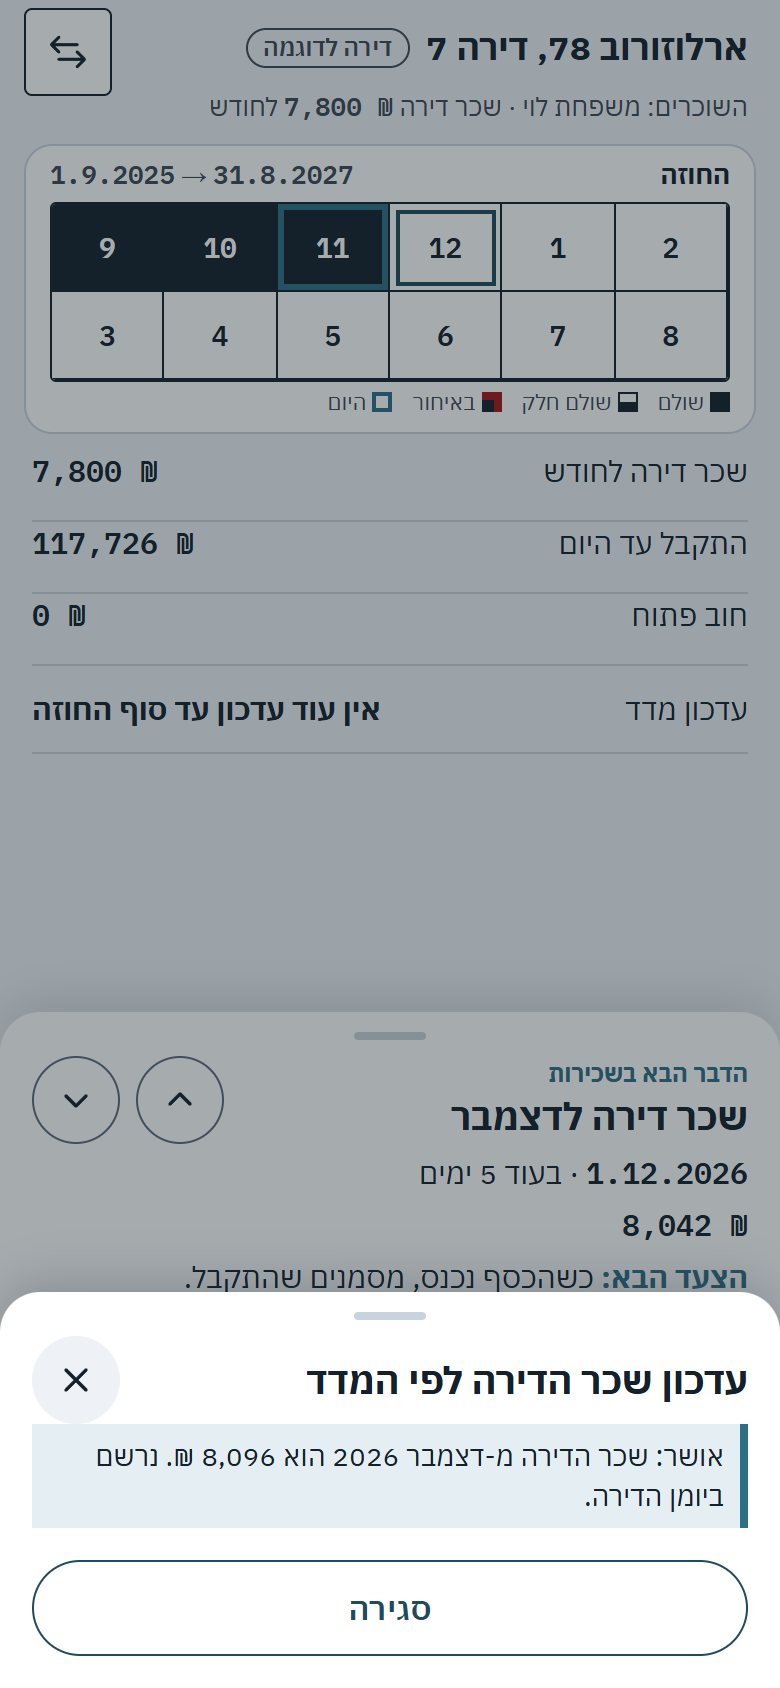 ארלוזורוב 78, דירה 7 דירה לדוגמה
השוכרים: משפחת לוי · שכר דירה ₪ 7,800 לחודש
החוזה 1.9.2025 → 31.8.2027
9 10 11 12 1 2
3 4 5 6 7 8
שולם שולם חלק באיחור היום
שכר דירה לחודש ₪ 7,800
התקבל עד היום ₪ 117,726
חוב פתוח ₪ 0
עדכון מדד אין עוד עדכון עד סוף החוזה
הדבר הבא בשכירות
שכר דירה לדצמבר
1.12.2026 · בעוד 5 ימים
₪ 8,042
הצעד הבא: כשהכסף נכנס, מסמנים שהתקבל.
עדכון שכר הדירה לפי המדד
אושר: שכר הדירה מ-דצמבר 2026 הוא 8,096 ₪. נרשם
ביומן הדירה.
סגירה